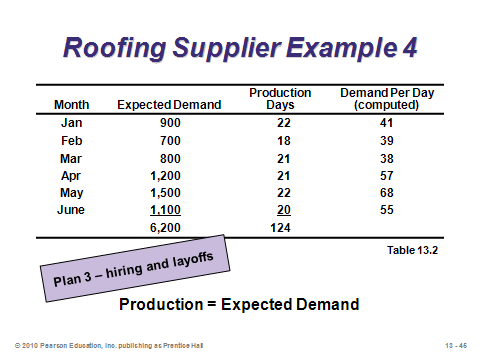 Roofing Supplier Example 4
Month Expected Demand Production Days Demand Per Day (computed)
Jan 900 22 41
Feb 700 18 39
Mar 800 21 38
Apr 1,200 21 57
May 1,500 22 68
June 1,100 20 55
6,200 124
Table 13.2
Plan 3 – hiring and layoffs
Production = Expected Demand
© 2010 Pearson Education, Inc. publishing as Prentice Hall 13 - 45